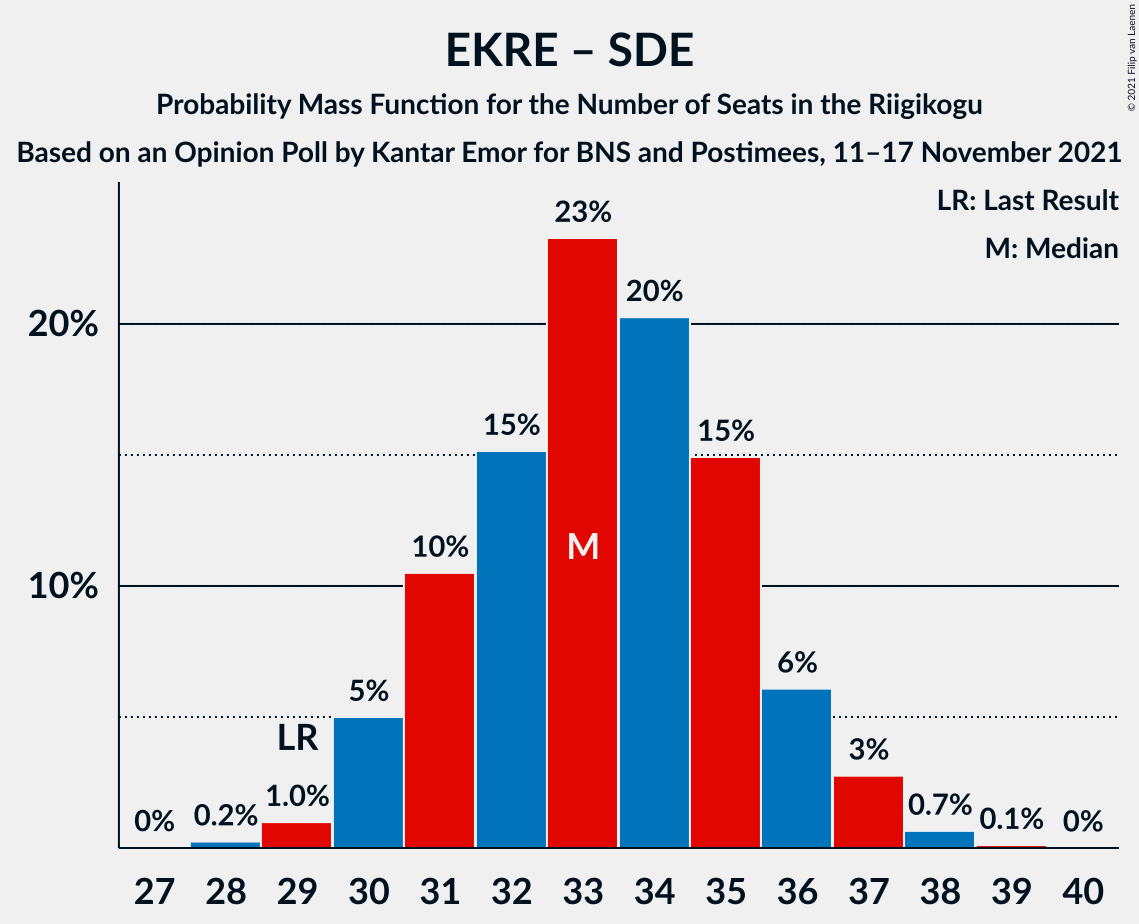 EKRE – SDE
Probability Mass Function for the Number of Seats in the Riigikogu
Based on an Opinion Poll by Kantar Emor for BNS and Postimees, 11–17 November 2021
© 2021 Filip van Laenen
LR: Last Result
M: Median
23%
20%
20%
15%
15%
M
10%
10%
6%
5%
LR
3%
1.0%
0.7%
0.2%
0.1%
0%
0%
27 28 29 30 31 32 33 34 35 36 37 38 39 40